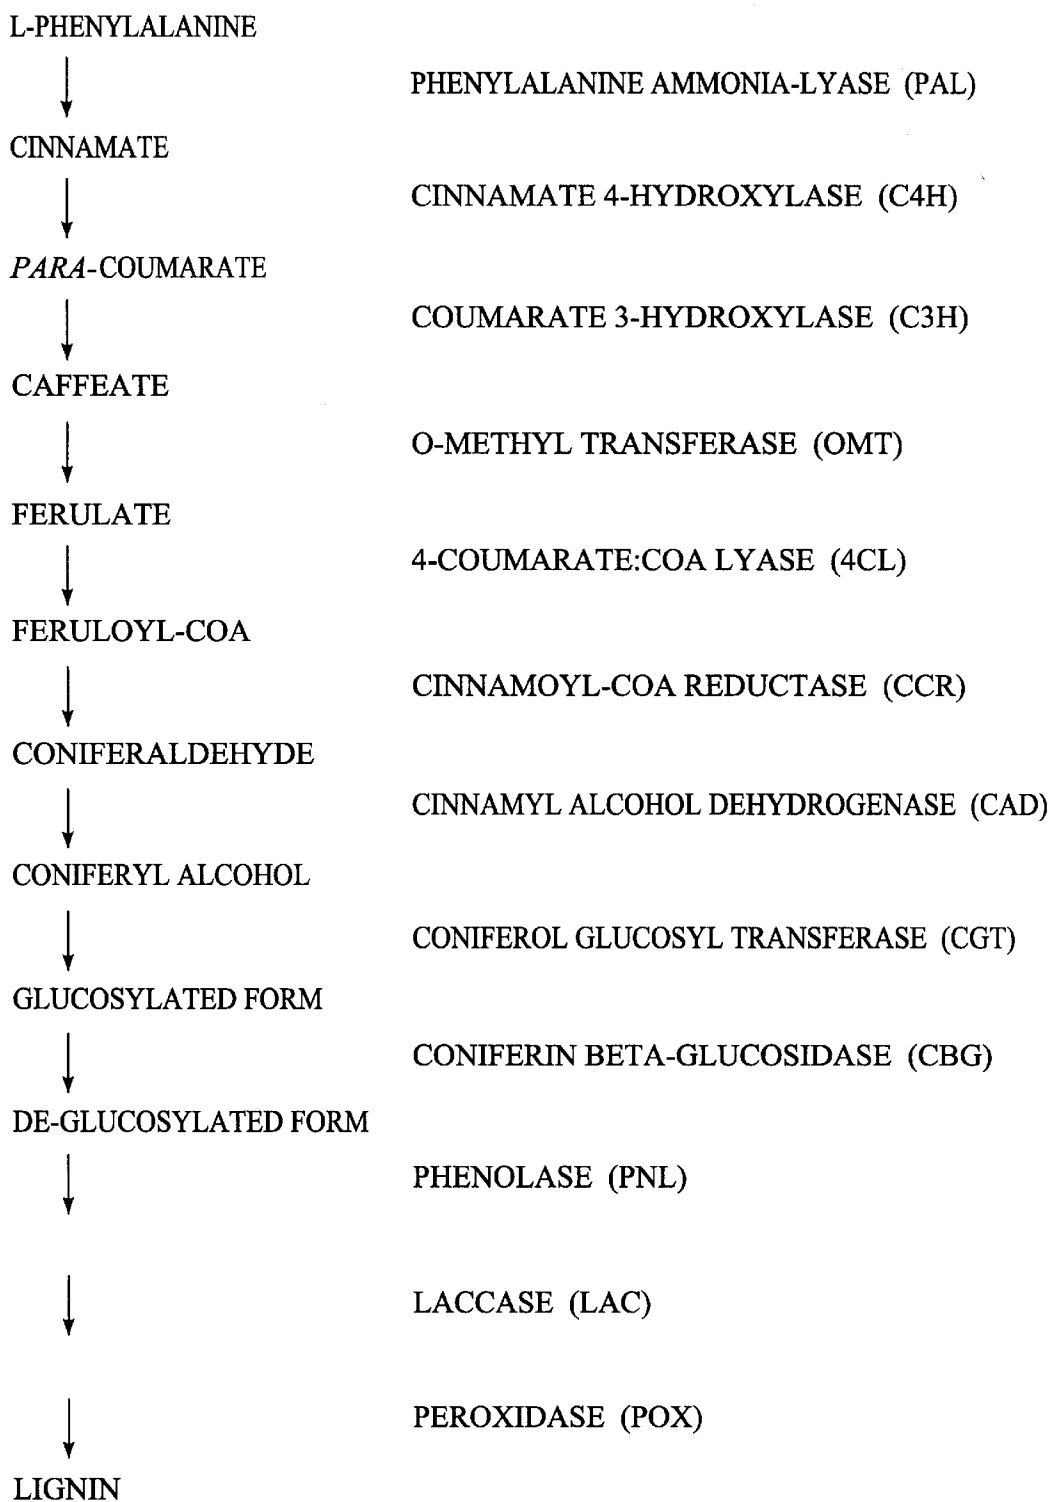 L-PHENYLALANINE
PHENYLALANINE AMMONIA-LYASE (PAL)
CINNAMATE
CINNAMATE 4-HYDROXYLASE (C4H)
PARA-COUMARATE
COUMARATE 3-HYDROXYLASE (C3H)
CAFFEATE
O-METHYL TRANSFERASE (OMT)
FERULATE
4-COUMARATE:COA LYASE (4CL)
FERULOYL-COA
CINNAMOYL-COA REDUCTASE (CCR)
CONIFERALDEHYDE
CINNAMYL ALCOHOL DEHYDROGENASE (CAD)
CONIFERYL ALCOHOL
CONIFEROL GLUCOSYL TRANSFERASE (CGT)
GLUCOSYLATED FORM
CONIFERIN BETA-GLUCOSIDASE (CBG)
DE-GLUCOSYLATED FORM
PHENOLASE (PNL)
LACCASE (LAC)
PEROXIDASE (POX)
LIGNIN